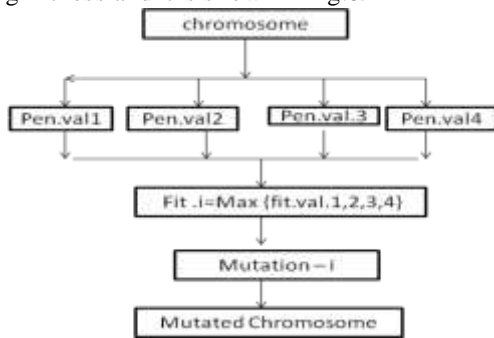 chromosome
Pen.val1 Pen.val2 Pen.val.3 Pen.val4
Fit .i=Max {fit.val.1,2,3,4}
Mutation – i
Mutated Chromosome